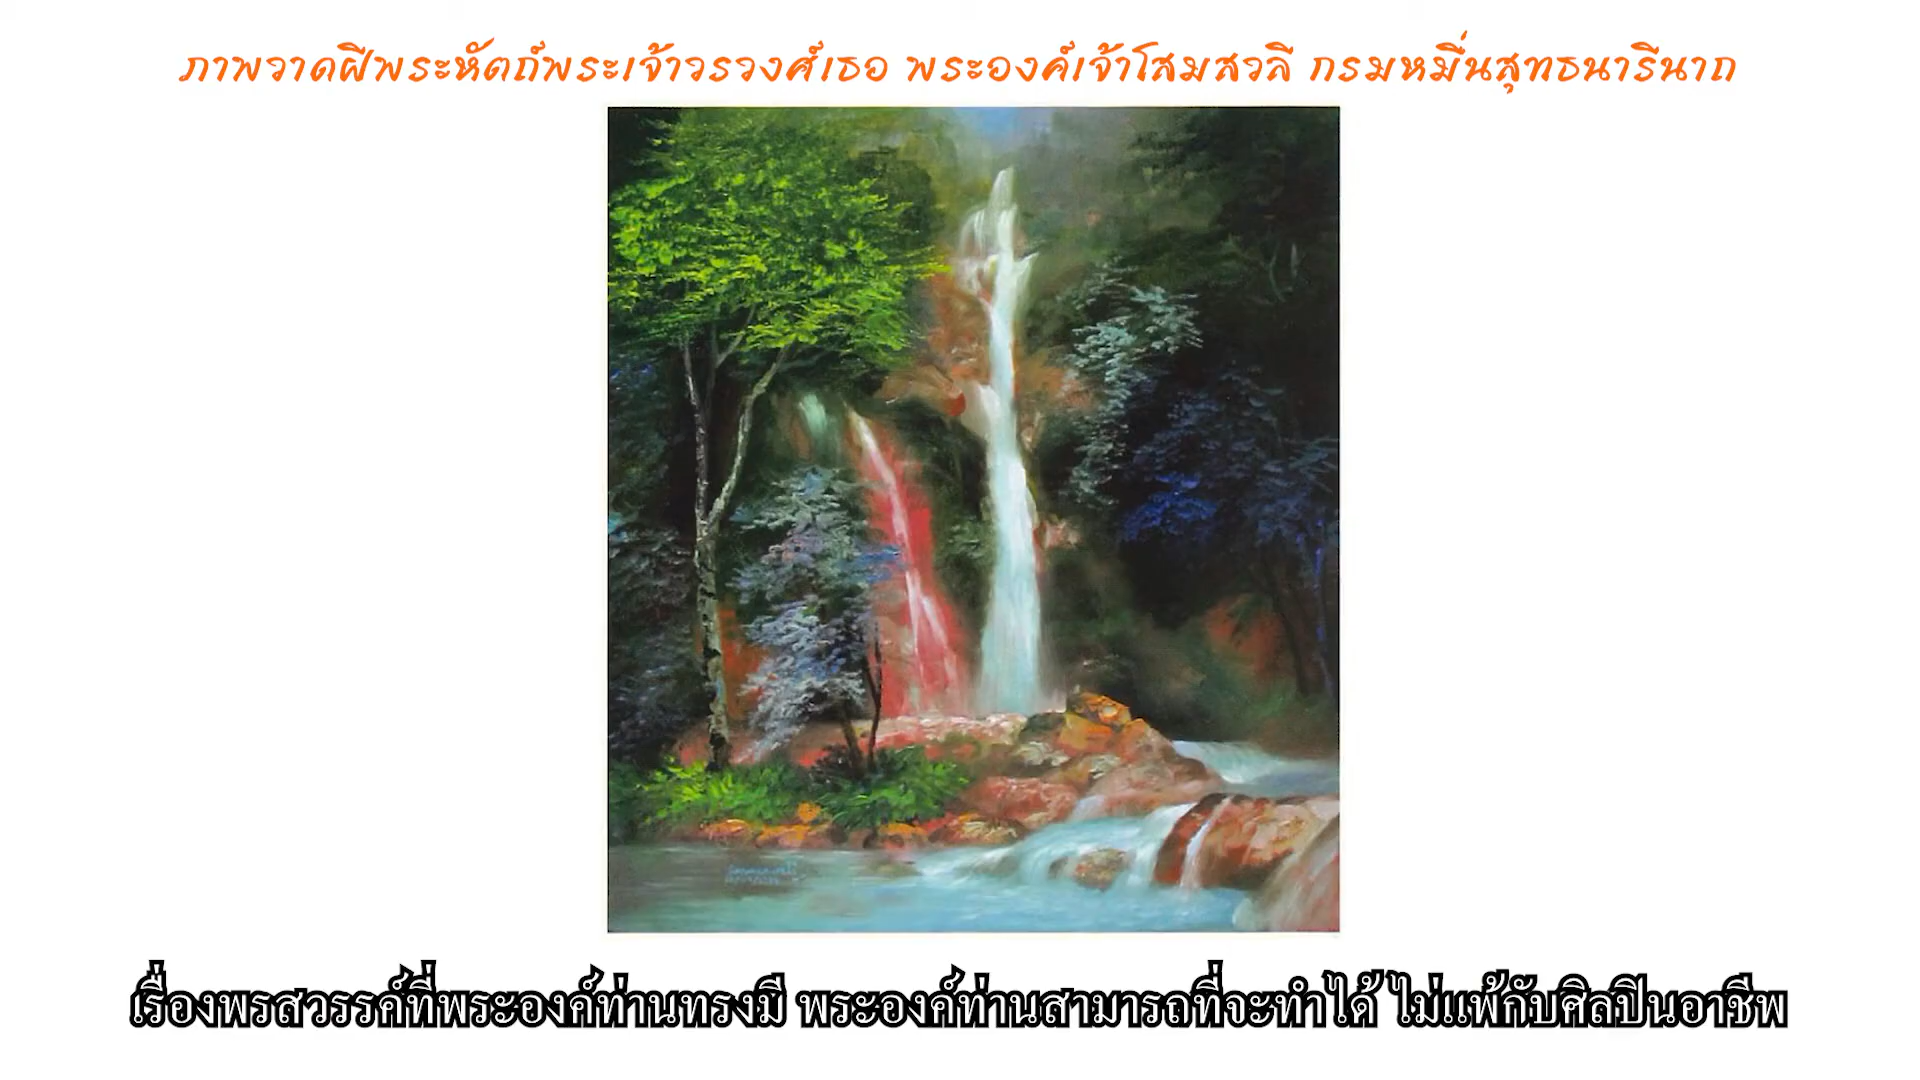 ภาพวาดฝีพระหัตถ์พระเจ้าวรวงศ์เธอ พระองค์เจ้าโสมสวลี กรมหมื่นสุทธนารีนาถ
เรื่องพรสวรรค์ที่พระองค์ท่านทรงมี พระองค์ท่านสามารถที่จะทำได้ ไม่แพ้กับศิลปินอาชีพ